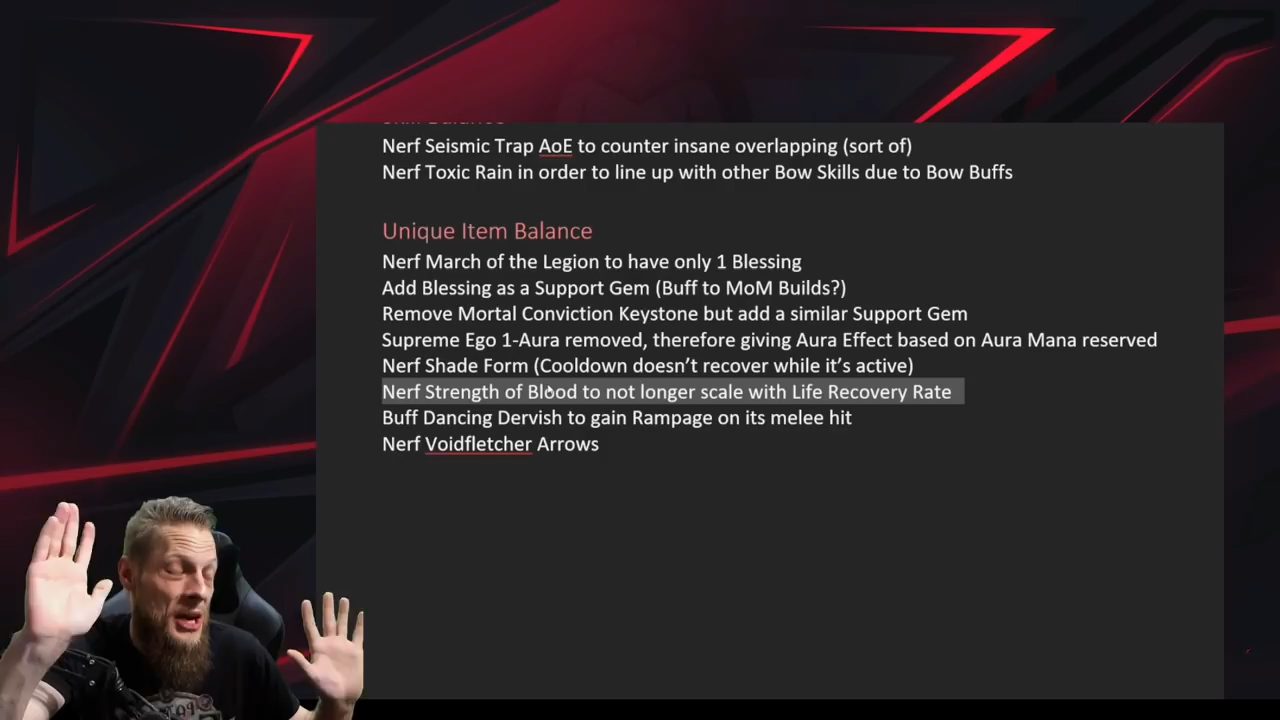 Nerf Seismic Trap AoE to counter insane overlapping (sort of)
Nerf Toxic Rain in order to line up with other Bow Skills due to Bow Buffs
Unique Item Balance
Nerf March of the Legion to have only 1 Blessing
Add Blessing as a Support Gem (Buff to MoM Builds?)
Remove Mortal Conviction Keystone but add a similar Support Gem
Supreme Ego 1-Aura removed, therefore giving Aura Effect based on Aura Mana reserved
Nerf Shade Form (Cooldown doesn’t recover while it’s active)
Nerf Strength of Blood to not longer scale with Life Recovery Rate
Buff Dancing Dervish to gain Rampage on its melee hit
Nerf Voidfletcher Arrows